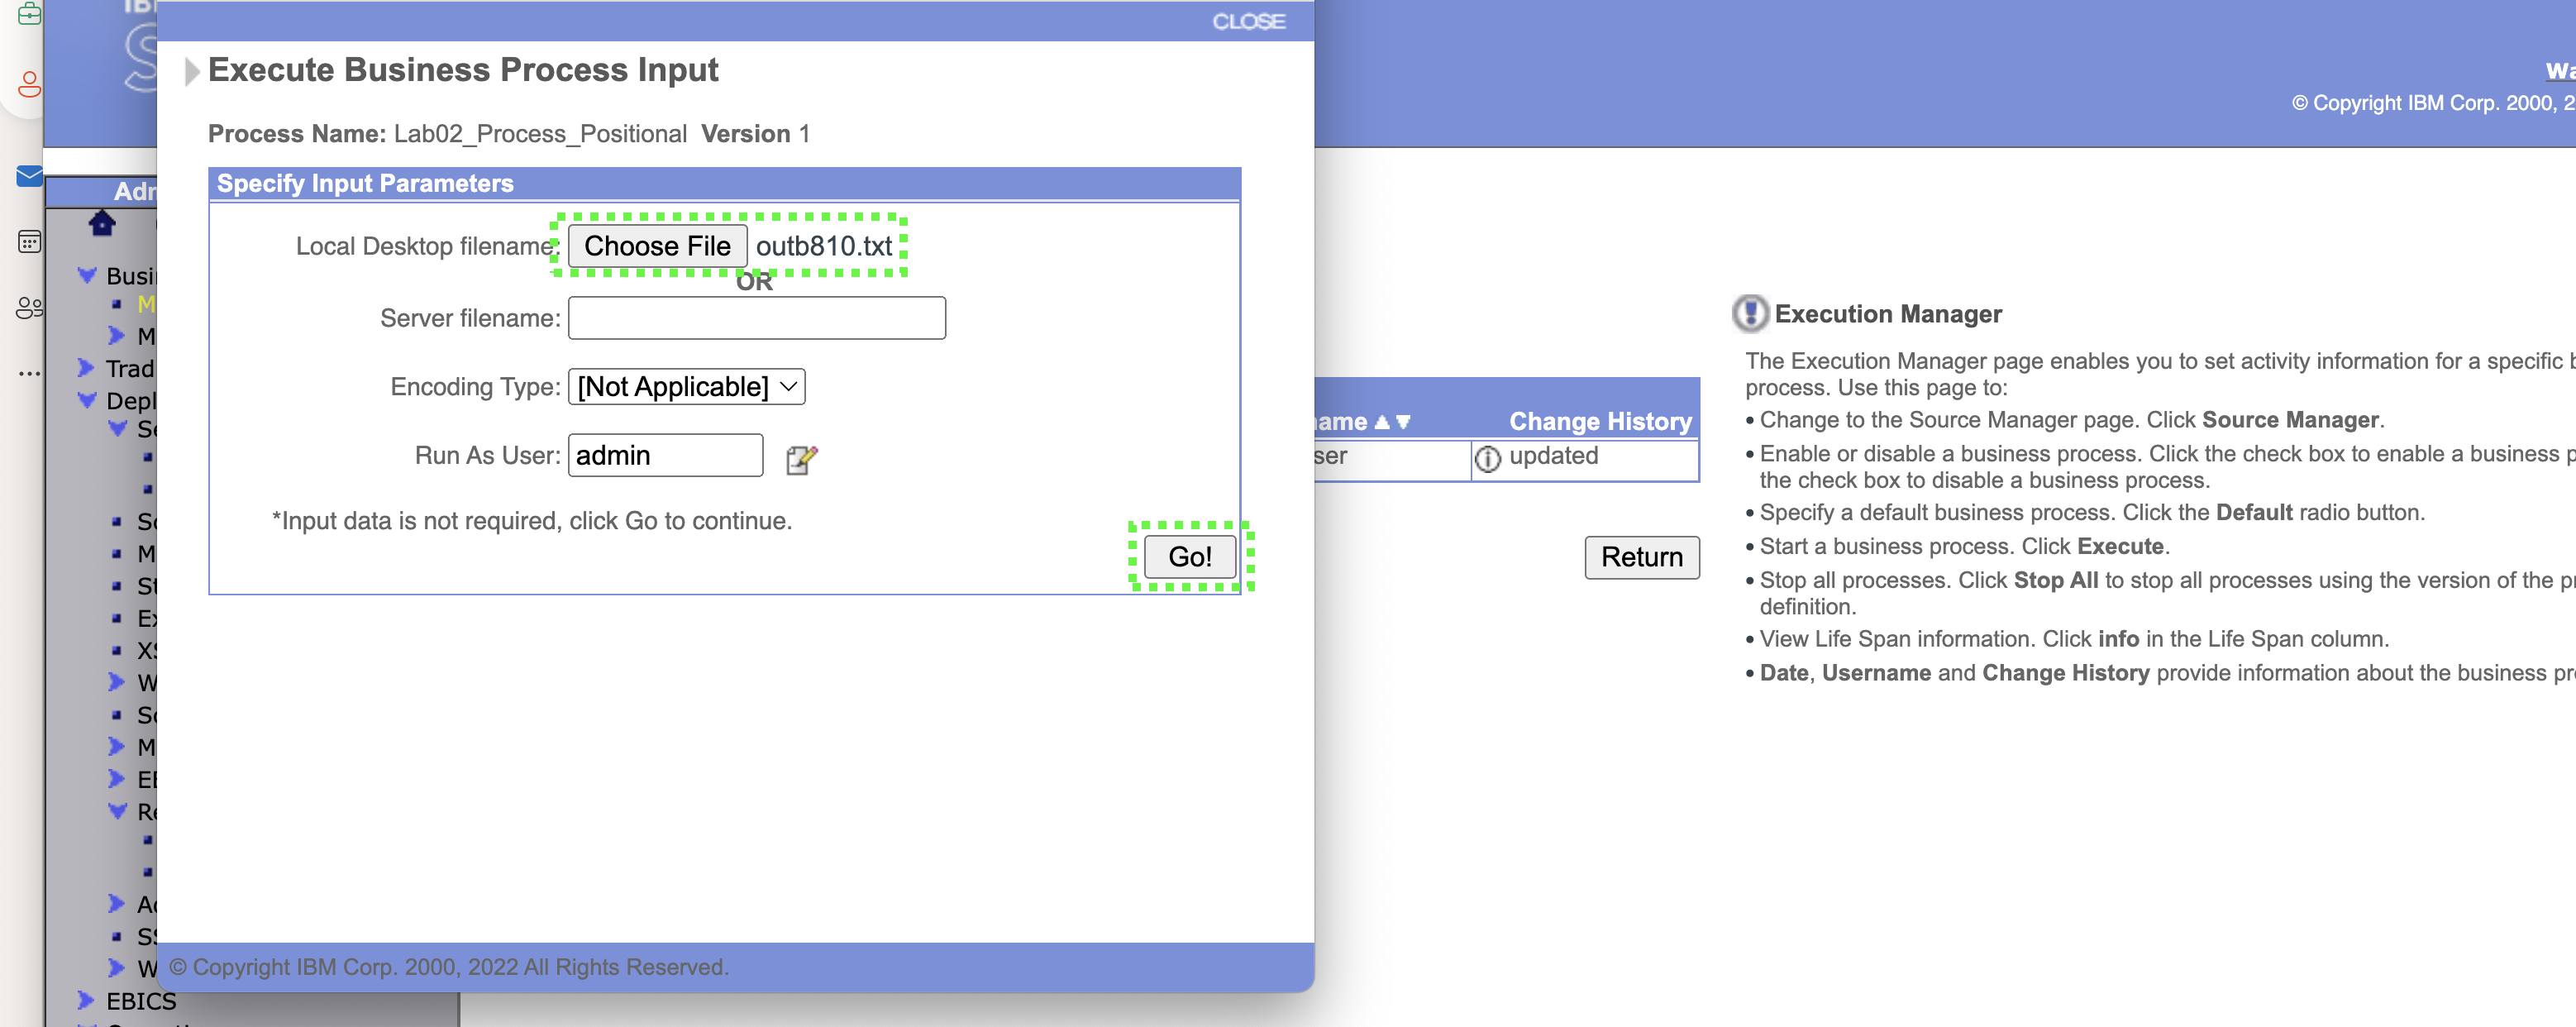 CLOSE
Execute Business Process Input
Process Name: Lab02_Process_Positional Version 1
Specify Input Parameters
Local Desktop filename: Choose File outb810.txt
OR
Server filename:
Encoding Type: [Not Applicable]
Run As User: admin
*Input data is not required, click Go to continue.
Go!
© Copyright IBM Corp. 2000, 2022 All Rights Reserved.
IBM
S
Adr
Busi
M
M
Trad
Depl
Se
Sc
M
St
Ex
XS
W
Sc
M
EB
Re
Ac
SS
W
EBICS
Wa
© Copyright IBM Corp. 2000, 2
name Change History
ser updated
Return
Execution Manager
The Execution Manager page enables you to set activity information for a specific b
process. Use this page to:
• Change to the Source Manager page. Click Source Manager.
• Enable or disable a business process. Click the check box to enable a business p
the check box to disable a business process.
• Specify a default business process. Click the Default radio button.
• Start a business process. Click Execute.
• Stop all processes. Click Stop All to stop all processes using the version of the pr
definition.
• View Life Span information. Click info in the Life Span column.
• Date, Username and Change History provide information about the business pr